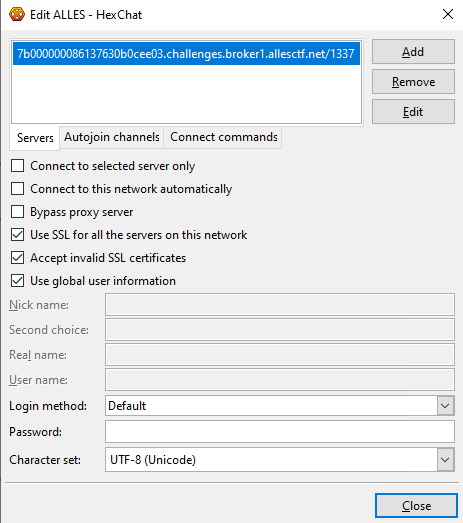 Edit ALLES - HexChat
7b000000086137630b0cee03.challenges.broker1.allesctf.net/1337
Add
Remove
Edit
Servers Autojoin channels Connect commands
Connect to selected server only
Connect to this network automatically
Bypass proxy server
Use SSL for all the servers on this network
Accept invalid SSL certificates
Use global user information
Nick name:
Second choice:
Real name:
User name:
Login method: Default
Password:
Character set: UTF-8 (Unicode)
Close